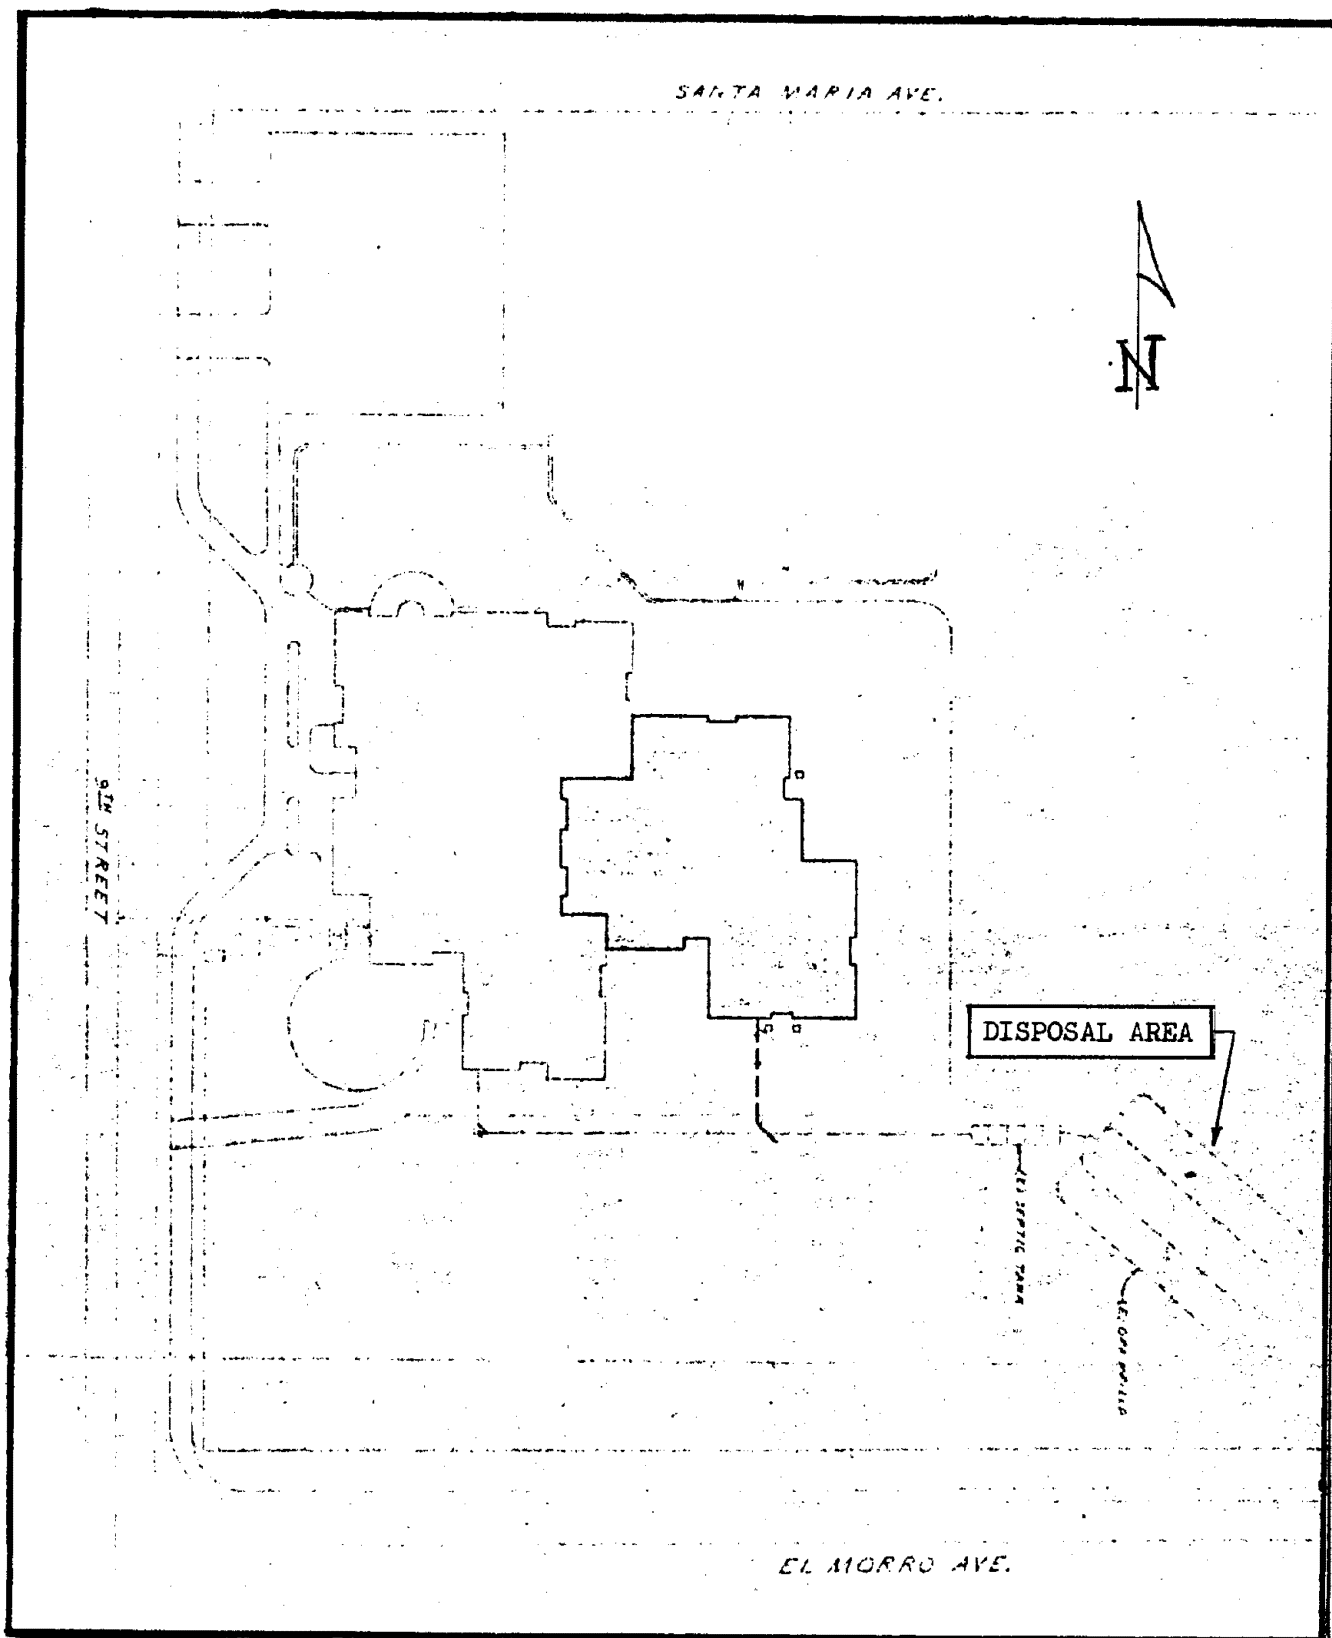 SANTA MARIA AVE.
N
9TH STREET
DISPOSAL AREA
SEPTIC TANK
EL MORRO AVE.